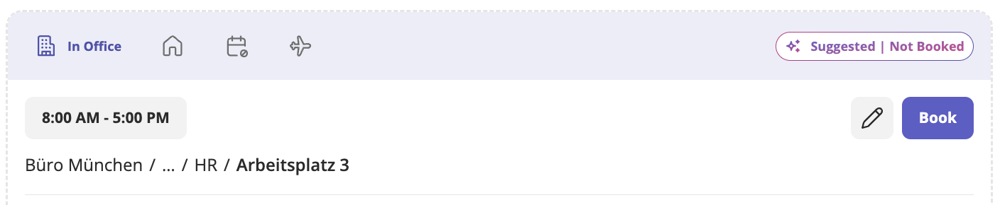 In Office
Suggested | Not Booked
8:00 AM - 5:00 PM
Book
Büro München / ... / HR / Arbeitsplatz 3